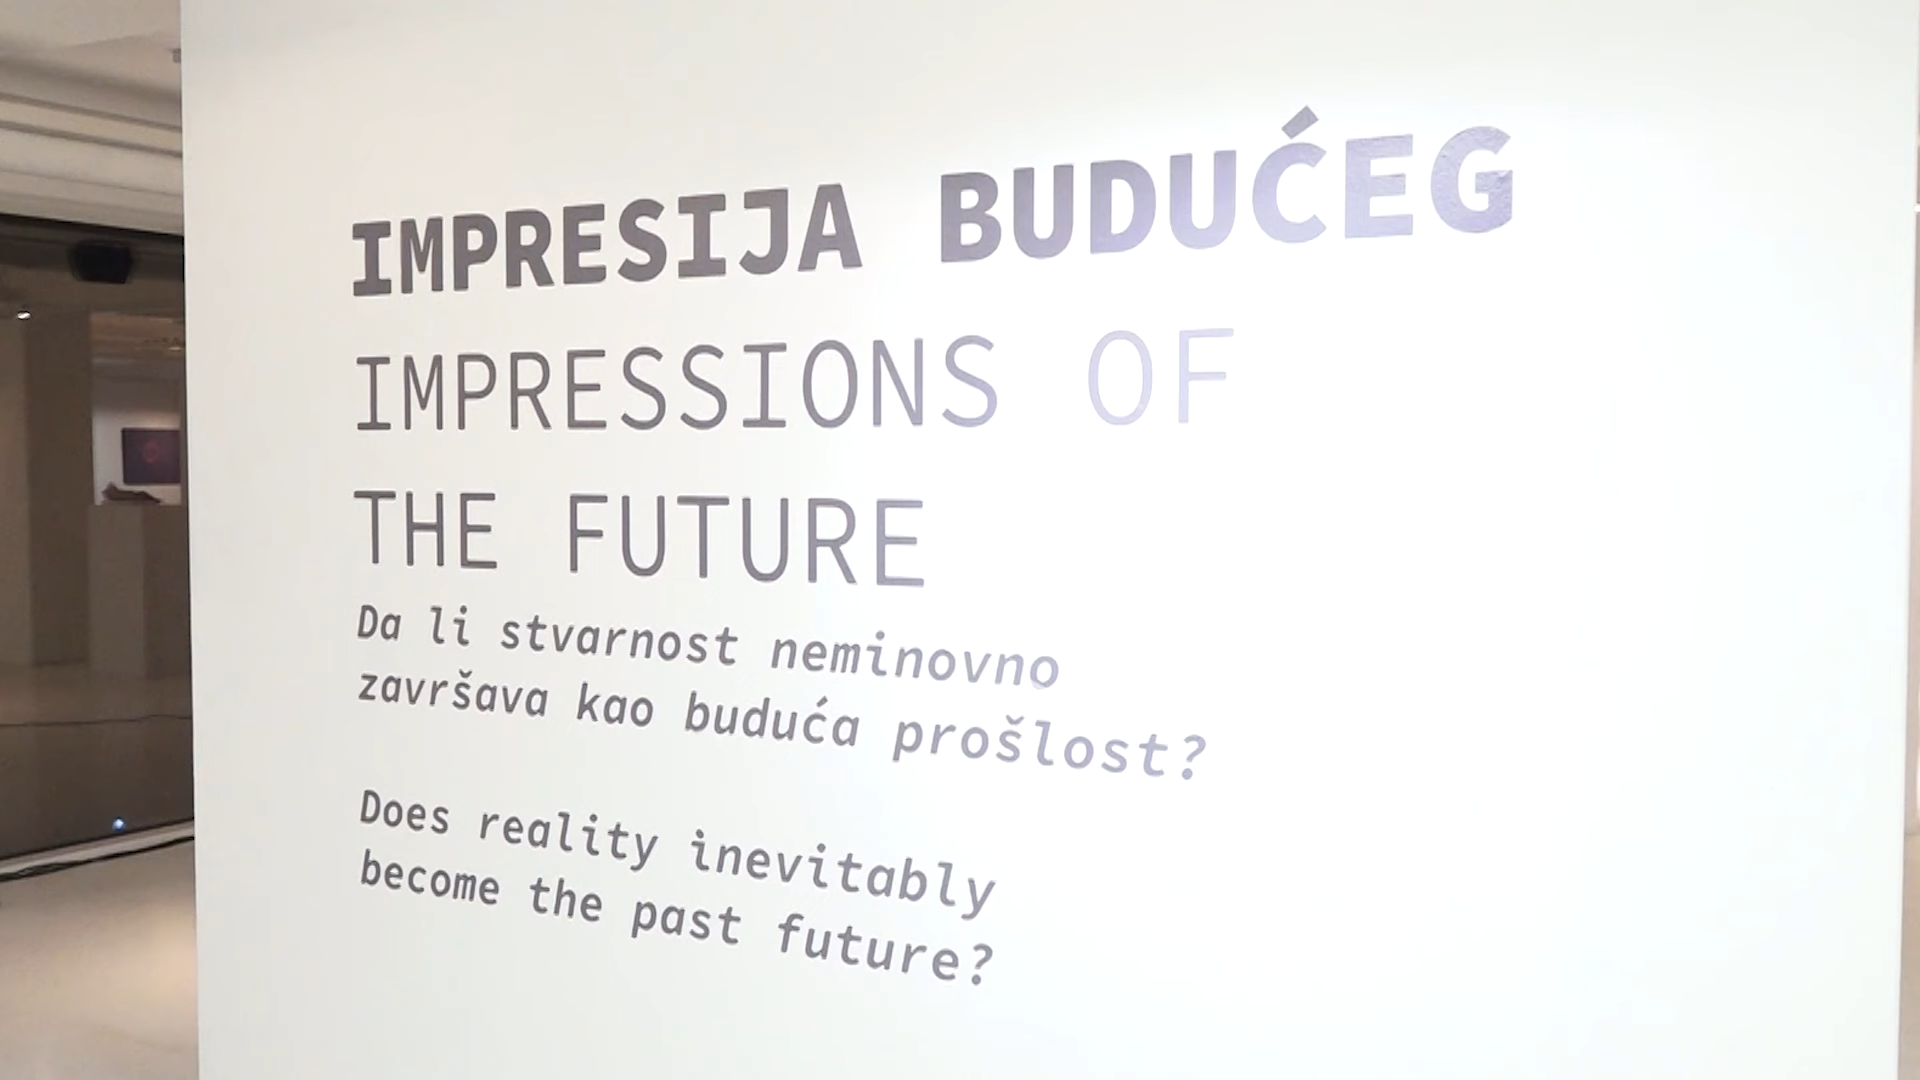 IMPRESIJA BUDUĆEG
IMPRESSIONS OF
THE FUTURE
Da li stvarnost neminovno
završava kao buduća prošlost?
Does reality inevitably
become the past future?